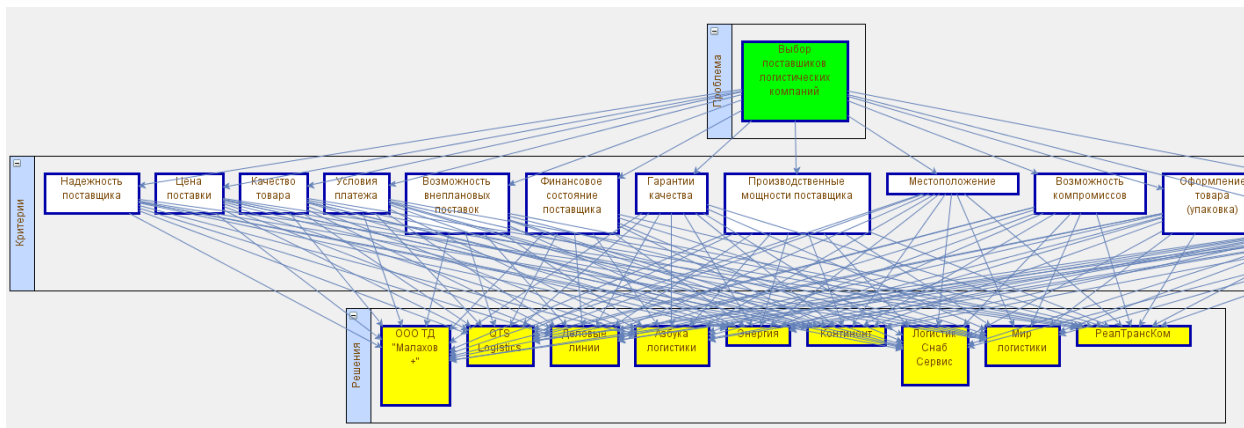 Проблема
Выбор
поставшиков
логистических
компаний
Критерии
Надежность
поставщика
Цена
поставки
Качество
товара
Условия
платежа
Возможность
внеплановых
поставок
Финансовое
состояние
поставщика
Гарантии
качества
Производственные
мощности поставщика
Местоположение
Возможность
компромиссов
Оформление
товара
(упаковка)
Решения
ООО ТД
"Малахов
+"
OTS
Logistics
Деловые
линии
Азбука
логистики
Энергия
Континент
Логистик
Снаб
Сервис
Мир
логистики
РеалТрансКом